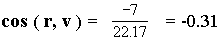 cos ( r, v ) = -7/22.17 = -0.31